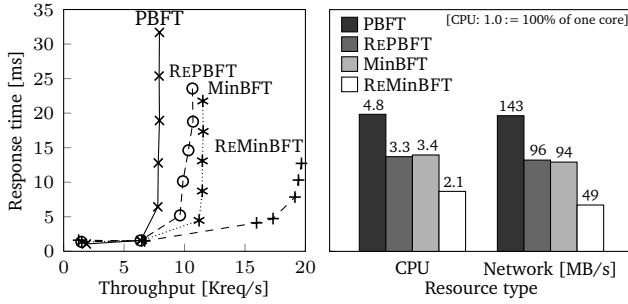 35
30
25
20
15
10
5
0
0
5
10
15
20
Response time [ms]
Throughput [Kreq/s]
PBFT
REPBFT
MinBFT
REMinBFT
[CPU: 1.0 := 100% of one core]
PBFT
REPBFT
MinBFT
REMinBFT
4.8
3.3
3.4
2.1
143
96
94
49
CPU
Network [MB/s]
Resource type